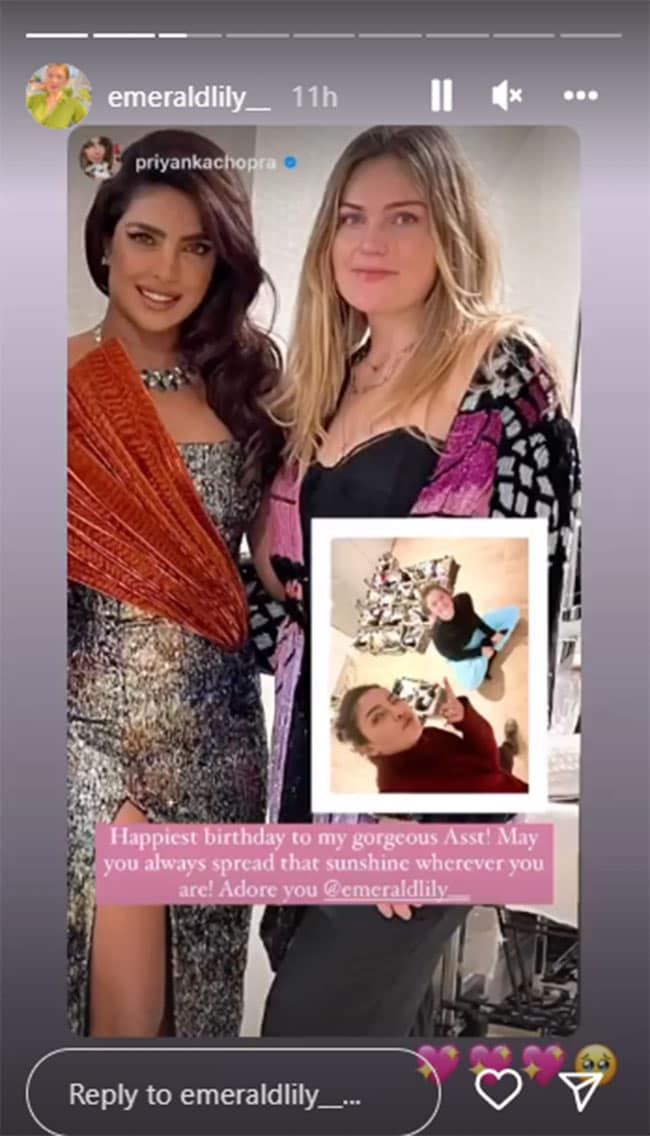 emeraldlily__ 11h
priyankachopra
Happiest birthday to my gorgeous Asst! May
you always spread that sunshine wherever you
are! Adore you @emeraldlily__
Reply to emeraldlily__...